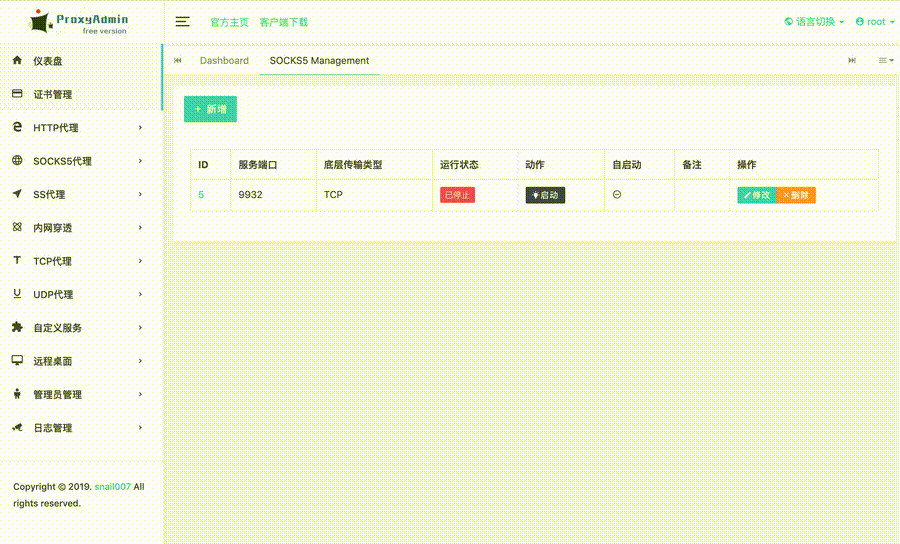 ProxyAdmin
free version
官方主页 客户端下载
语言切换 root
Dashboard SOCKS5 Management
仪表盘
证书管理
HTTP代理
SOCKS5代理
SS代理
内网穿透
TCP代理
UDP代理
自定义服务
远程桌面
管理员管理
日志管理
Copyright © 2019. snail007 All
rights reserved.
+ 新增
ID 服务端口 底层传输类型 运行状态 动作 自启动 备注 操作
5 9932 TCP 已停止 启动 修改 删除